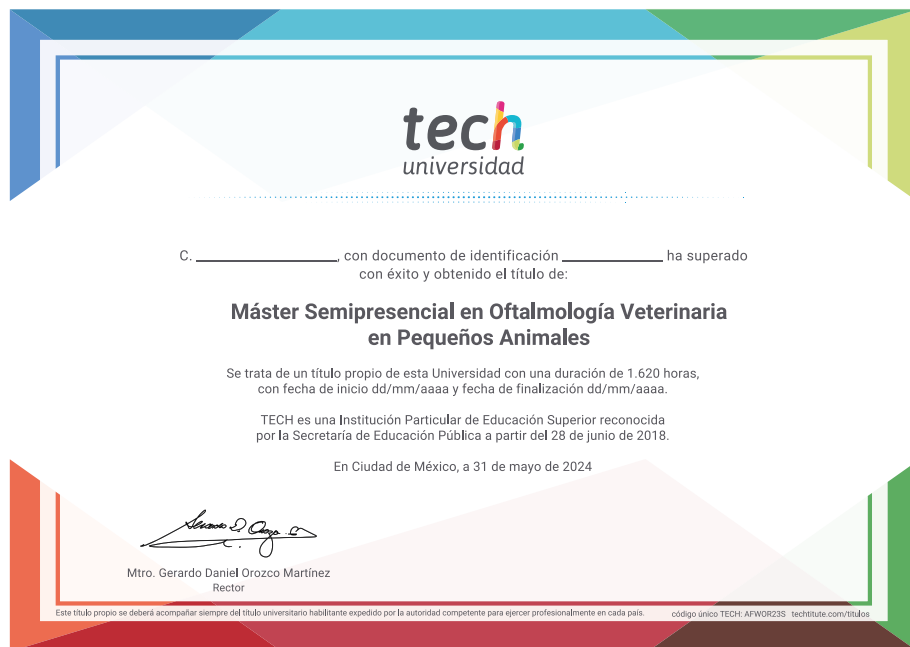 tech
universidad
C. ____________________, con documento de identificación ______________ ha superado
con éxito y obtenido el título de:
Máster Semipresencial en Oftalmología Veterinaria
en Pequeños Animales
Se trata de un título propio de esta Universidad con una duración de 1.620 horas,
con fecha de inicio dd/mm/aaaa y fecha de finalización dd/mm/aaaa.
TECH es una Institución Particular de Educación Superior reconocida
por la Secretaría de Educación Pública a partir del 28 de junio de 2018.
En Ciudad de México, a 31 de mayo de 2024
Mtro. Gerardo Daniel Orozco Martínez
Rector
Este título propio se deberá acompañar siempre del título universitario habilitante expedido por la autoridad competente para ejercer profesionalmente en cada país. código único TECH: AFWOR23S techtitute.com/titulos